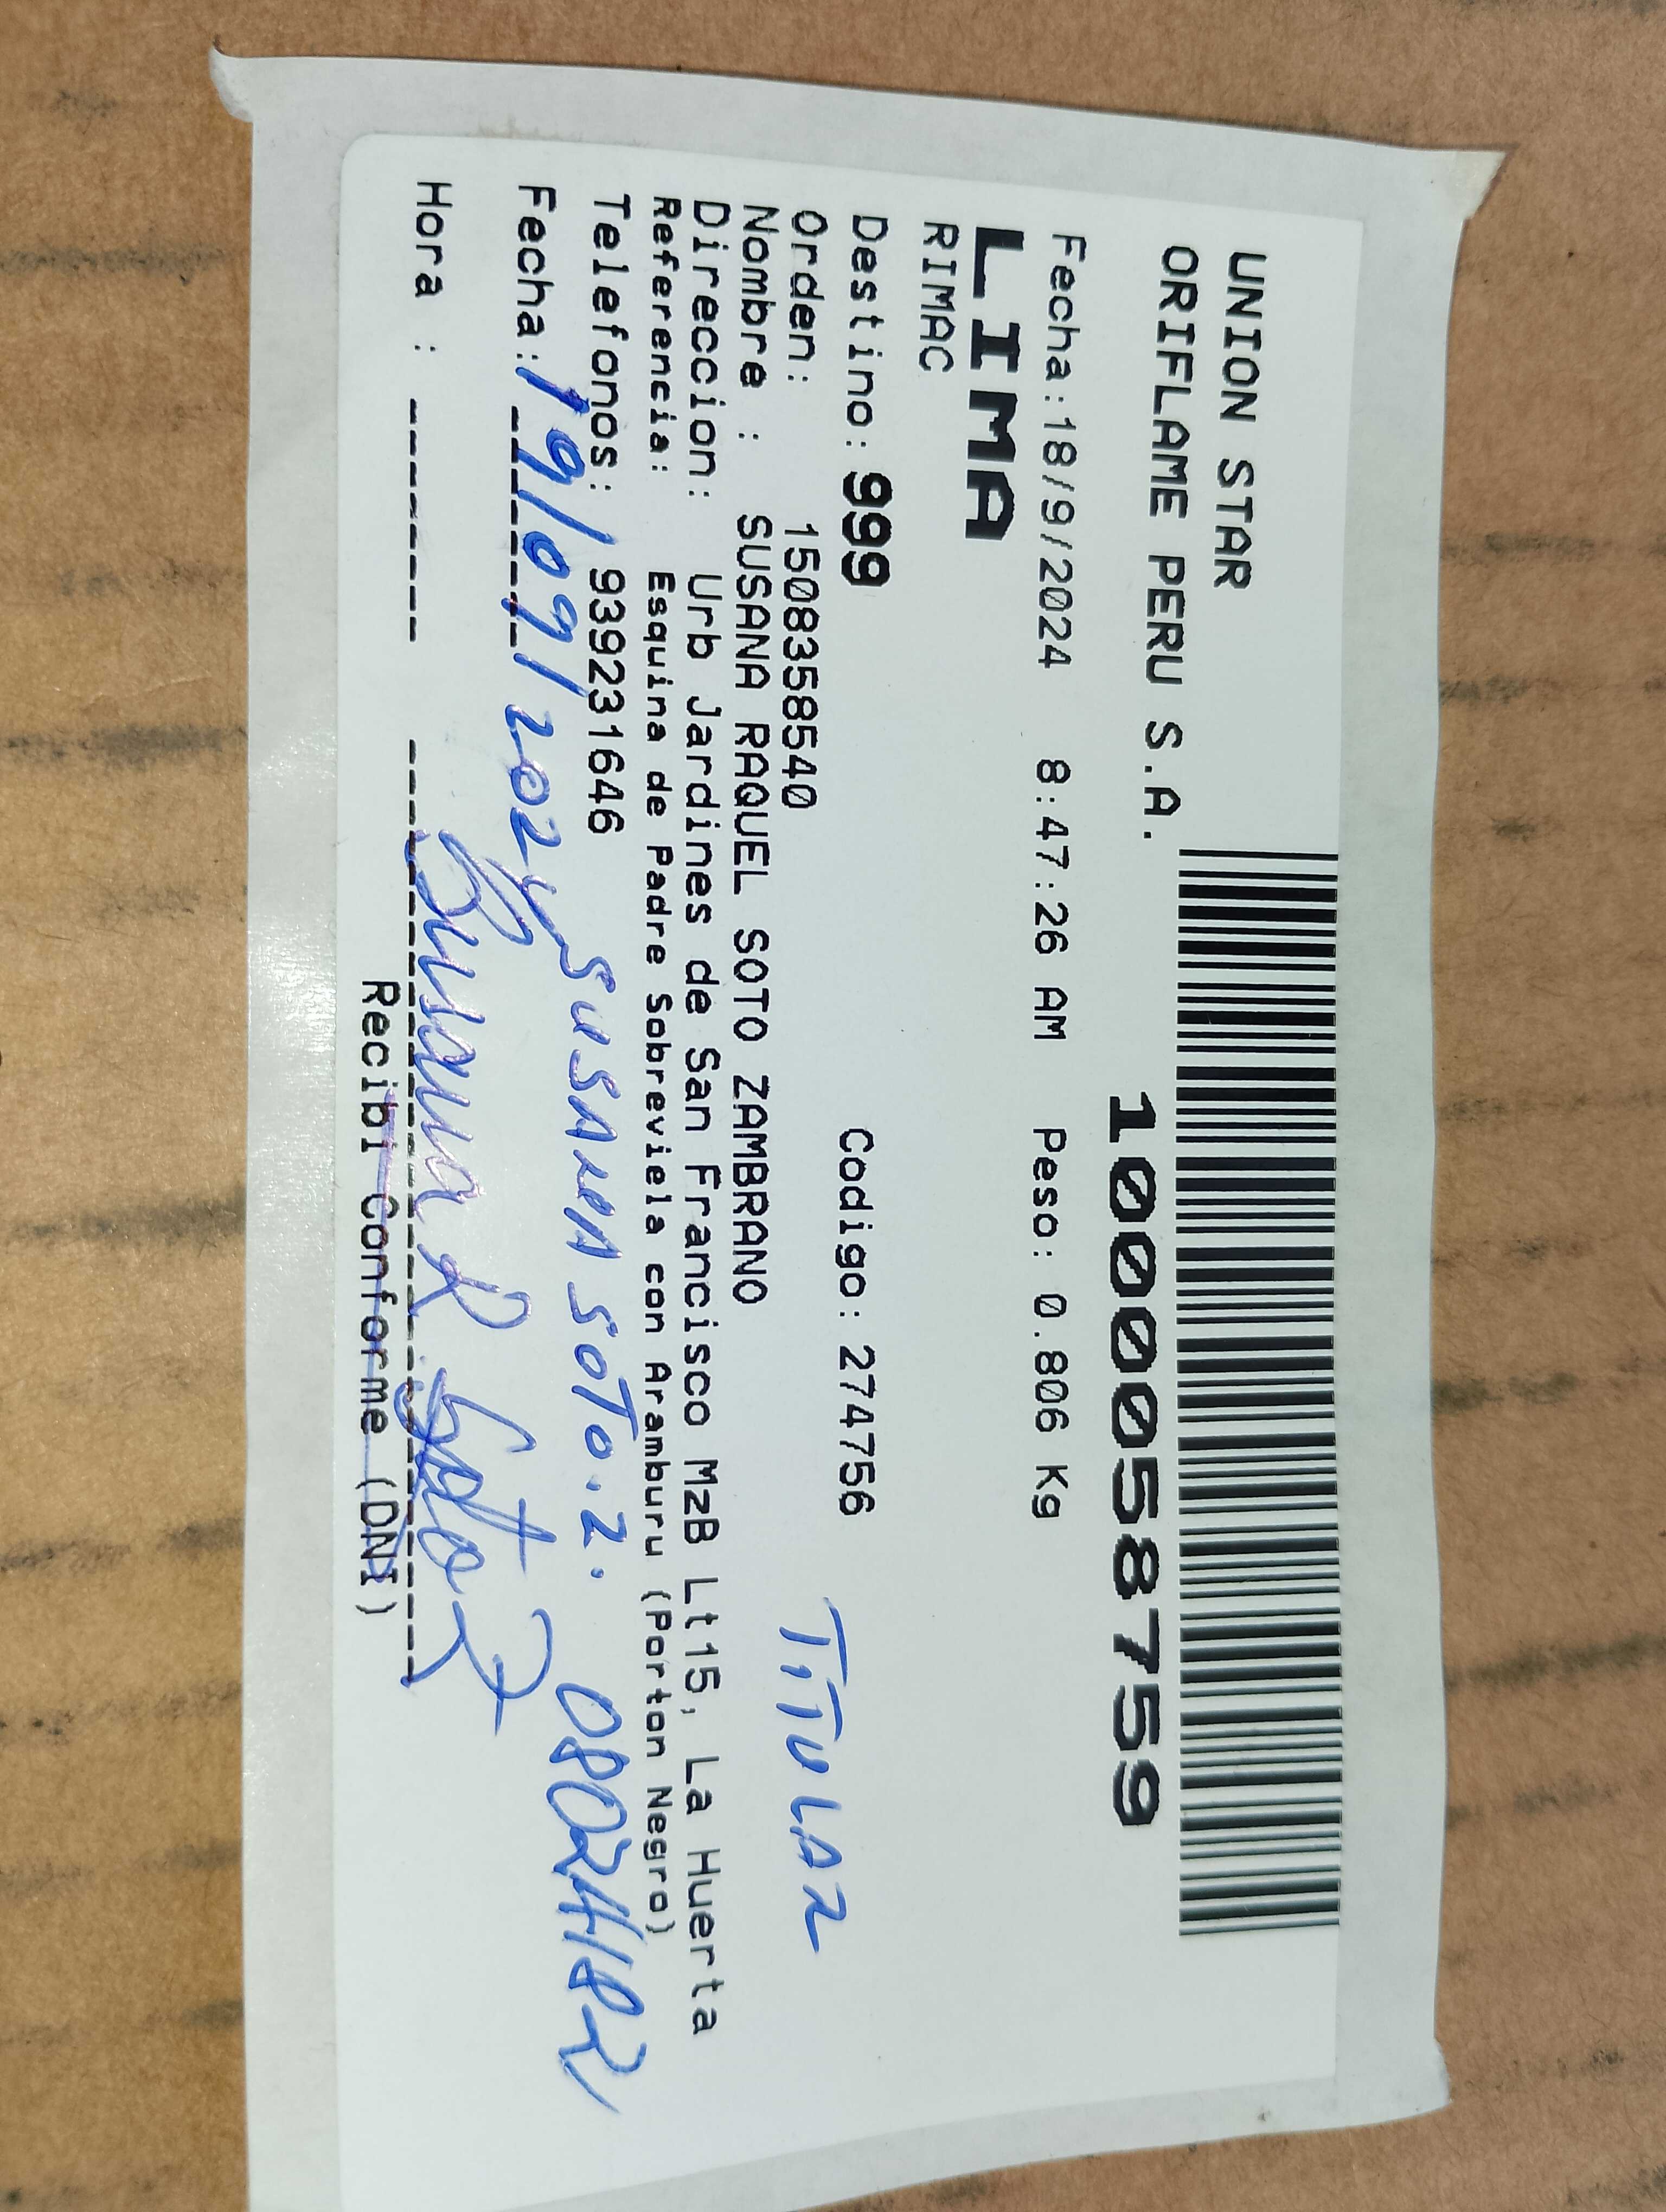 UNION STAR
ORIFLAME PERU S.A.
1000058759
Fecha:18/9/2024 8:47:26 AM Peso: 0.806 Kg
LIMA
RIMAC
Destino: 999 Codigo: 274756
Orden: 1508358540 TITULAR
Nombre : SUSANA RAQUEL SOTO ZAMBRANO
Direccion: Urb Jardines de San Francisco MzB Lt15, La Huerta
Referencia: Esquina de Padre Sobreviela con Aramburu (Porton Negro)
Telefonos: 939231646
Fecha: 19/09/2024 SUSANA SOTO.Z. 08024182
Hora : Susana R Soto Z
Recibi Conforme (DNI)